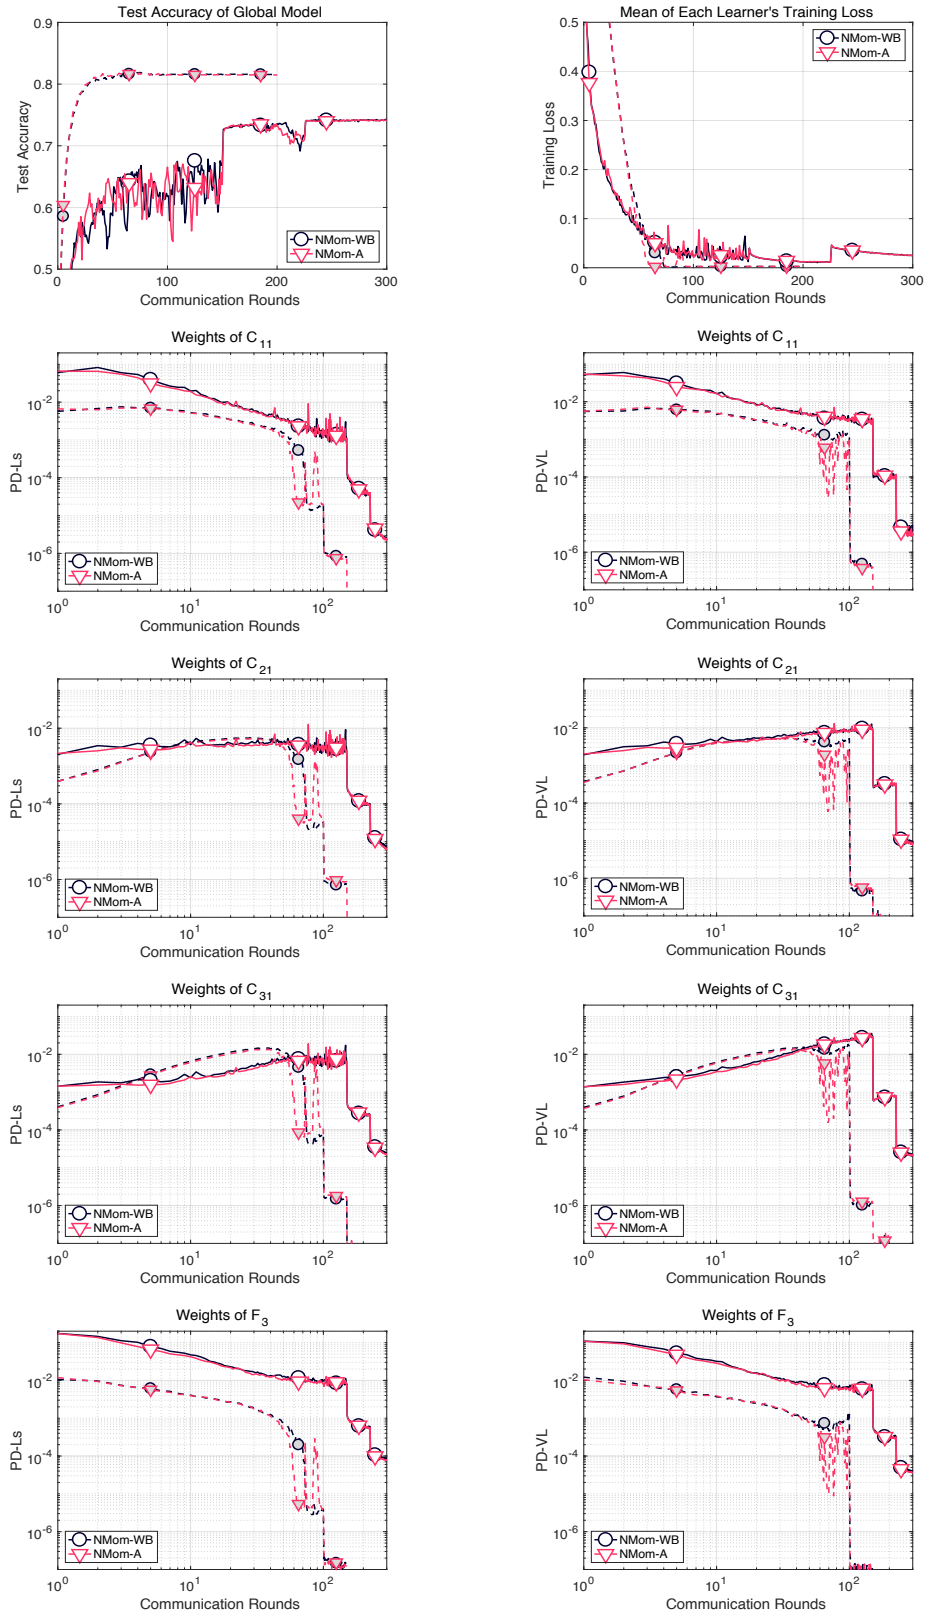 Test Accuracy of Global Model
0.9
0.8
0.7
0.6
0.5
Test Accuracy
NMom-WB
NMom-A
0 100 200 300
Communication Rounds
Mean of Each Learner's Training Loss
0.5
0.4
0.3
0.2
0.1
0
Training Loss
NMom-WB
NMom-A
0 100 200 300
Communication Rounds
Weights of C11
10-2
10-4
10-6
PD-Ls
NMom-WB
NMom-A
100 101 102
Communication Rounds
Weights of C11
10-2
10-4
10-6
PD-VL
NMom-WB
NMom-A
100 101 102
Communication Rounds
Weights of C21
10-2
10-4
10-6
PD-Ls
NMom-WB
NMom-A
100 101 102
Communication Rounds
Weights of C21
10-2
10-4
10-6
PD-VL
NMom-WB
NMom-A
100 101 102
Communication Rounds
Weights of C31
10-2
10-4
10-6
PD-Ls
NMom-WB
NMom-A
100 101 102
Communication Rounds
Weights of C31
10-2
10-4
10-6
PD-VL
NMom-WB
NMom-A
100 101 102
Communication Rounds
Weights of F3
10-2
10-4
10-6
PD-Ls
NMom-WB
NMom-A
100 101 102
Communication Rounds
Weights of F3
10-2
10-4
10-6
PD-VL
NMom-WB
NMom-A
100 101 102
Communication Rounds